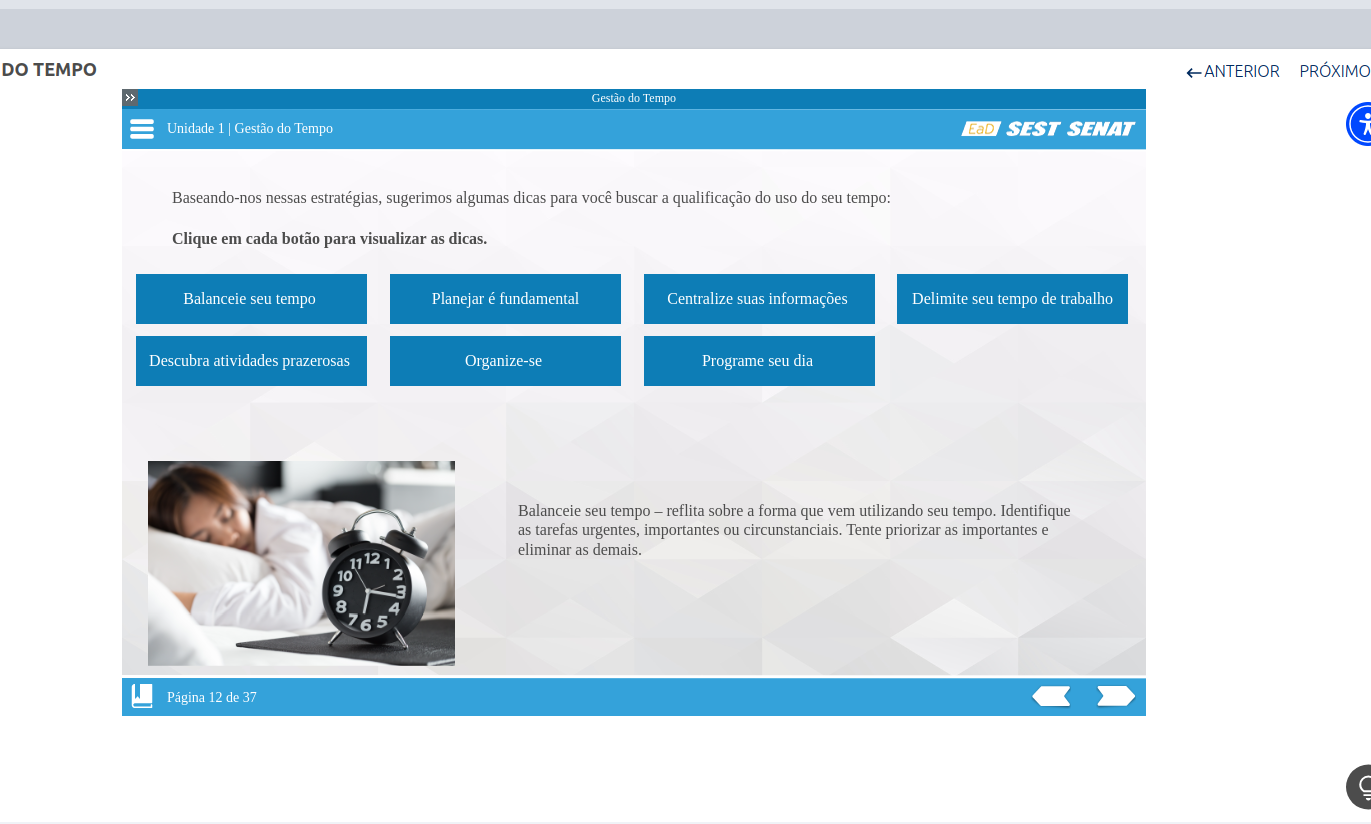 DO TEMPO
ANTERIOR PRÓXIMO
Gestão do Tempo
Unidade 1 | Gestão do Tempo
EaD SEST SENAT
Baseando-nos nessas estratégias, sugerimos algumas dicas para você buscar a qualificação do uso do seu tempo:
Clique em cada botão para visualizar as dicas.
Balanceie seu tempo
Planejar é fundamental
Centralize suas informações
Delimite seu tempo de trabalho
Descubra atividades prazerosas
Organize-se
Programe seu dia
12
1
2
3
4
5
6
7
8
9
10
11
Balanceie seu tempo – reflita sobre a forma que vem utilizando seu tempo. Identifique
as tarefas urgentes, importantes ou circunstanciais. Tente priorizar as importantes e
eliminar as demais.
Página 12 de 37